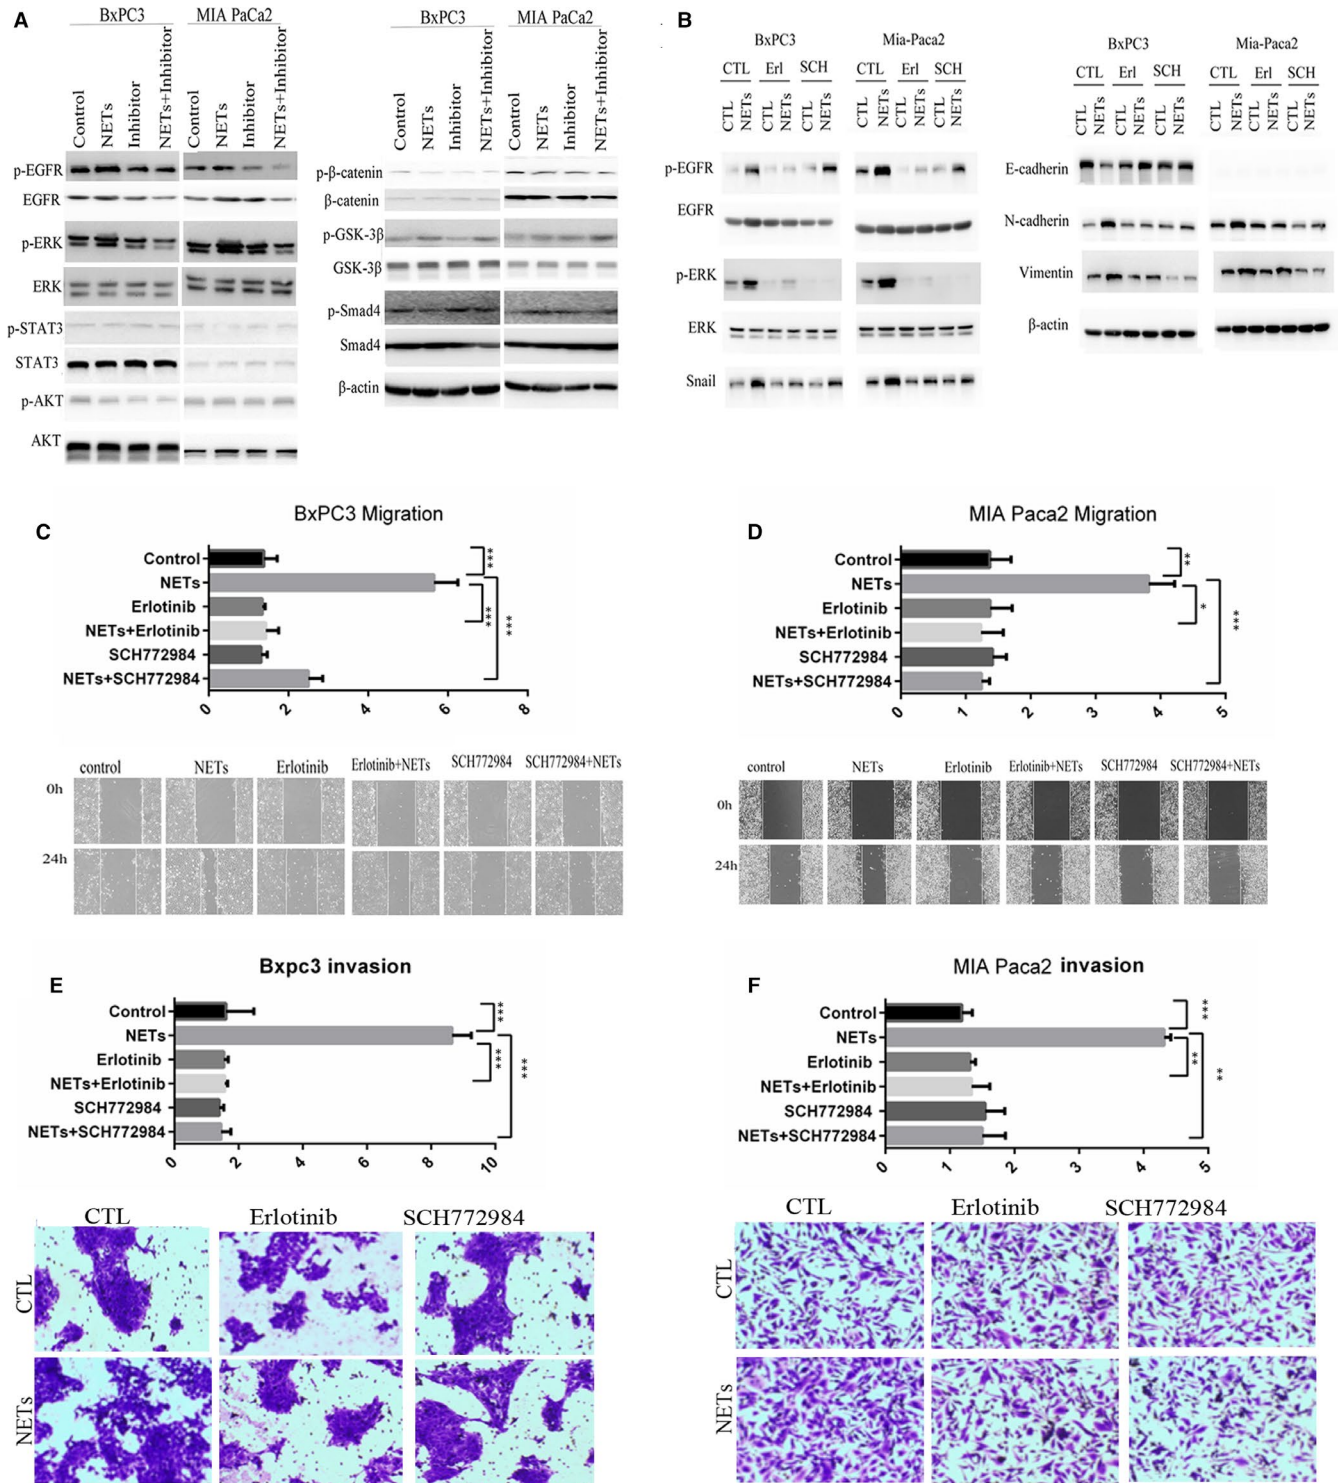 A
BxPC3
MIA PaCa2
Control
NETs
Inhibitor
NETs+Inhibitor
Control
NETs
Inhibitor
NETs+Inhibitor
p-EGFR
EGFR
p-ERK
ERK
p-STAT3
STAT3
p-AKT
AKT
BxPC3
MIA PaCa2
Control
NETs
Inhibitor
NETs+Inhibitor
Control
NETs
Inhibitor
NETs+Inhibitor
p-β-catenin
β-catenin
p-GSK-3β
GSK-3β
p-Smad4
Smad4
β-actin
B
BxPC3
Mia-Paca2
CTL Erl SCH
CTL Erl SCH
CTL
NETs
CTL
NETs
CTL
NETs
CTL
NETs
CTL
NETs
CTL
NETs
p-EGFR
EGFR
p-ERK
ERK
Snail
BxPC3
Mia-Paca2
CTL Erl SCH
CTL Erl SCH
CTL
NETs
CTL
NETs
CTL
NETs
CTL
NETs
CTL
NETs
CTL
NETs
E-cadherin
N-cadherin
Vimentin
β-actin
C
BxPC3 Migration
Control
NETs
Erlotinib
NETs+Erlotinib
SCH772984
NETs+SCH772984
***
***
***
0 2 4 6 8
control NETs Erlotinib Erlotinib+NETs SCH772984 SCH772984+NETs
0h
24h
D
MIA Paca2 Migration
Control
NETs
Erlotinib
NETs+Erlotinib
SCH772984
NETs+SCH772984
**
*
***
0 1 2 3 4 5
control NETs Erlotinib Erlotinib+NETs SCH772984 SCH772984+NETs
0h
24h
E
Bxpc3 invasion
Control
NETs
Erlotinib
NETs+Erlotinib
SCH772984
NETs+SCH772984
***
***
***
0 2 4 6 8 10
CTL Erlotinib SCH772984
CTL
NETs
F
MIA Paca2 invasion
Control
NETs
Erlotinib
NETs+Erlotinib
SCH772984
NETs+SCH772984
***
**
**
0 1 2 3 4 5
CTL Erlotinib SCH772984
CTL
NETs